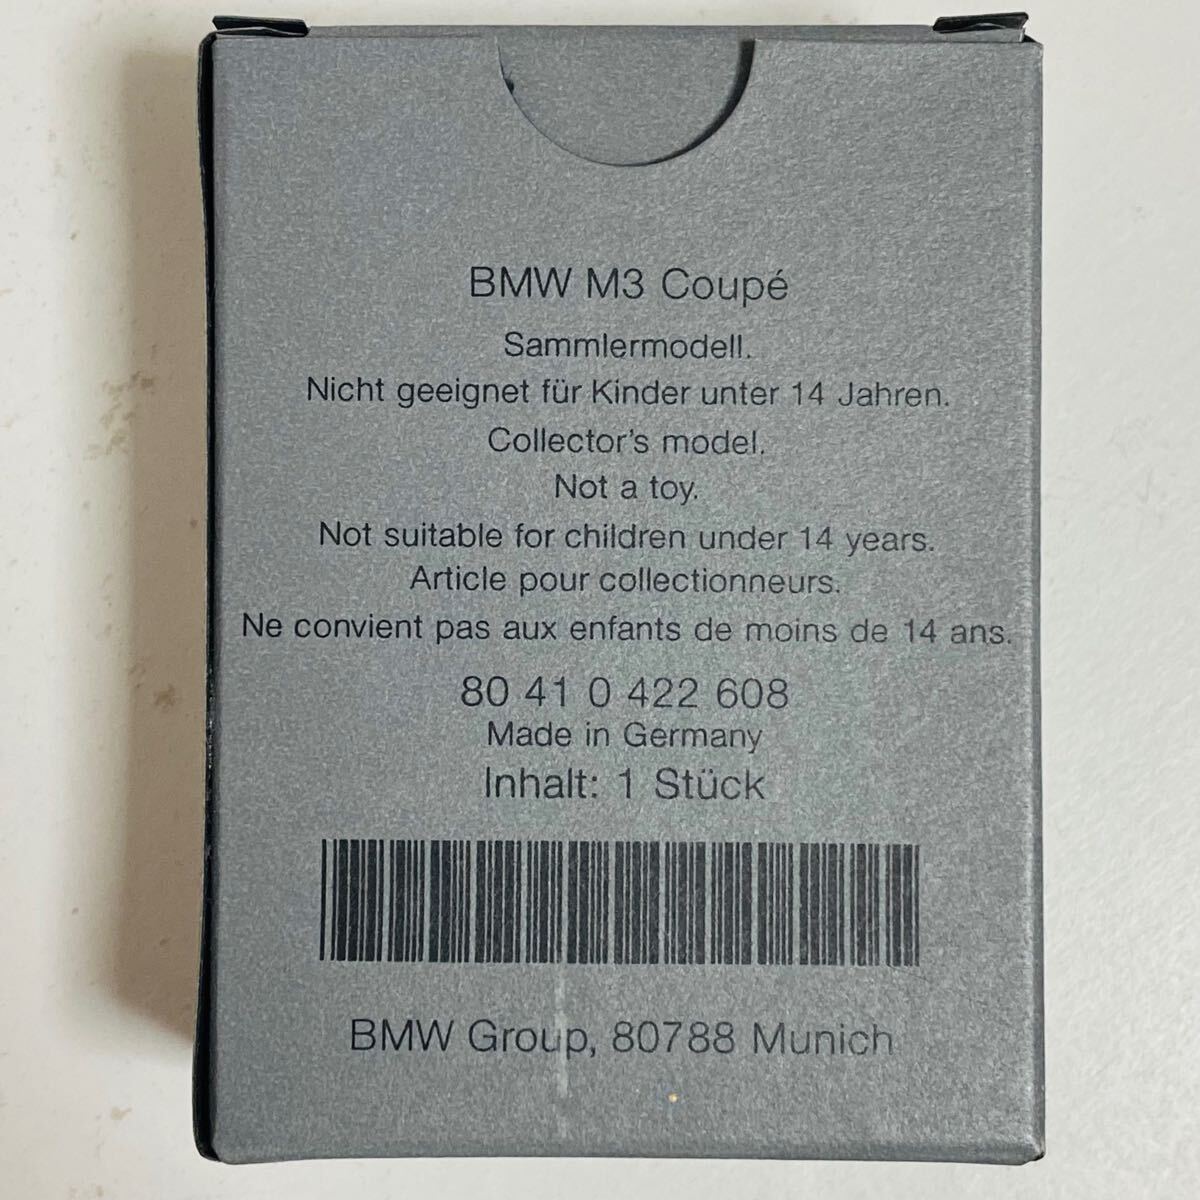 BMW M3 Coupé
Sammlermodell.
Nicht geeignet für Kinder unter 14 Jahren.
Collector's model.
Not a toy.
Not suitable for children under 14 years.
Article pour collectionneurs.
Ne convient pas aux enfants de moins de 14 ans.
80 41 0 422 608
Made in Germany
Inhalt: 1 Stück
BMW Group, 80788 Munich